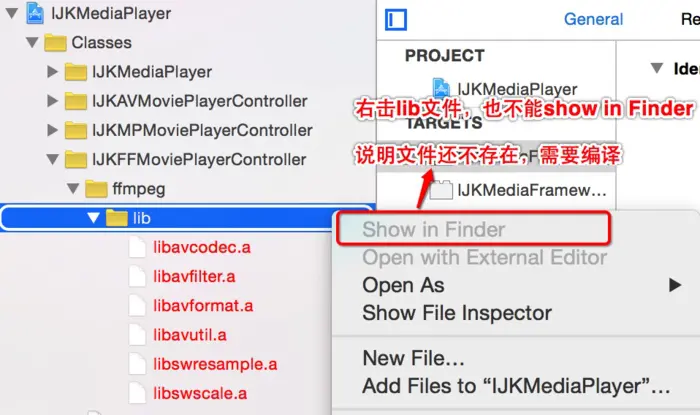 IJKMediaPlayer
Classes
IJKMediaPlayer
IJKAVMoviePlayerController
IJKMPMoviePlayerController
IJKFFMoviePlayerController
ffmpeg
lib
libavcodec.a
libavfilter.a
libavformat.a
libavutil.a
libswresample.a
libswscale.a
General
Re
PROJECT
Iden
IJKMediaPlayer
右击lib文件，也不能show in Finder
TARGETS
说明文件还不存在，需要编译
IJKMediaFramew...
Show in Finder
Open with External Editor
Open As
Show File Inspector
New File...
Add Files to “IJKMediaPlayer”...